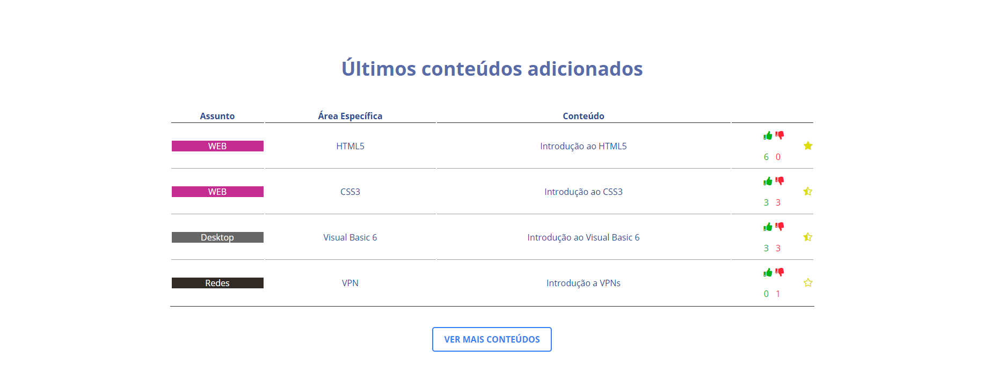 Últimos conteúdos adicionados
Assunto Área Específica Conteúdo
WEB HTML5 Introdução ao HTML5
6 0
WEB CSS3 Introdução ao CSS3
3 3
Desktop Visual Basic 6 Introdução ao Visual Basic 6
3 3
Redes VPN Introdução a VPNs
0 1
VER MAIS CONTEÚDOS